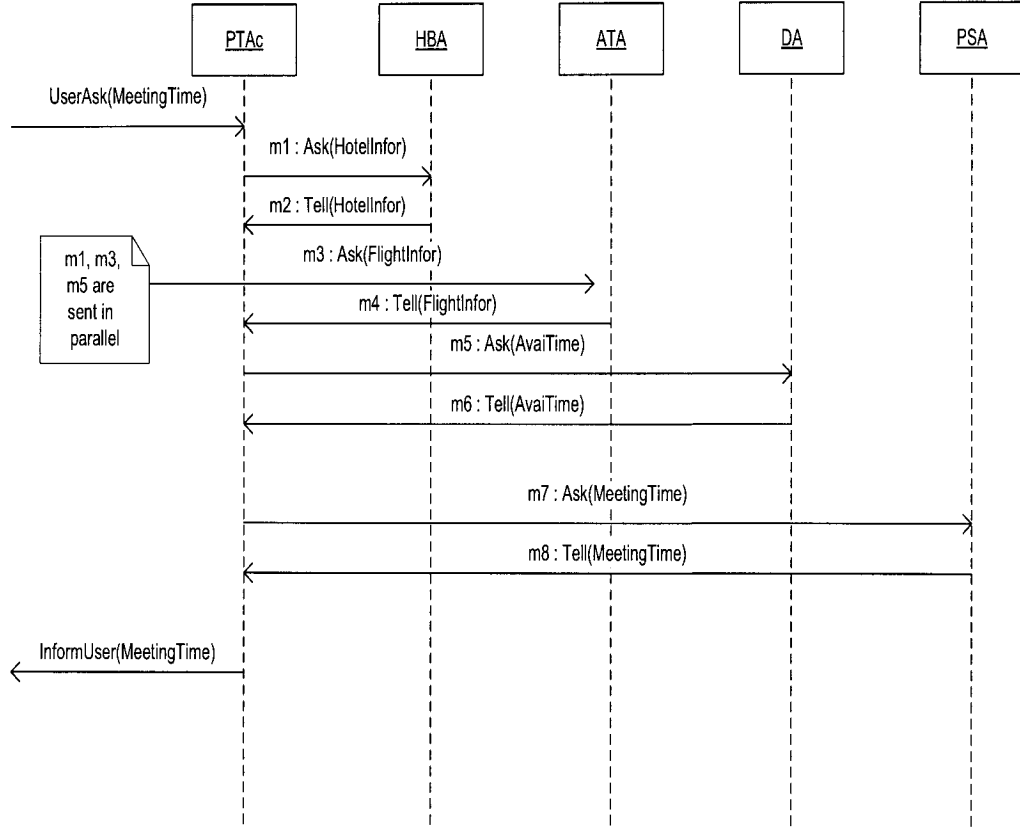 PTAc
HBA
ATA
DA
PSA
UserAsk(MeetingTime)
m1 : Ask(HotelInfor)
m2 : Tell(HotelInfor)
m1, m3,
m5 are
sent in
parallel
m3 : Ask(FlightInfor)
m4 : Tell(FlightInfor)
m5 : Ask(AvaiTime)
m6 : Tell(AvaiTime)
m7 : Ask(MeetingTime)
m8 : Tell(MeetingTime)
InformUser(MeetingTime)